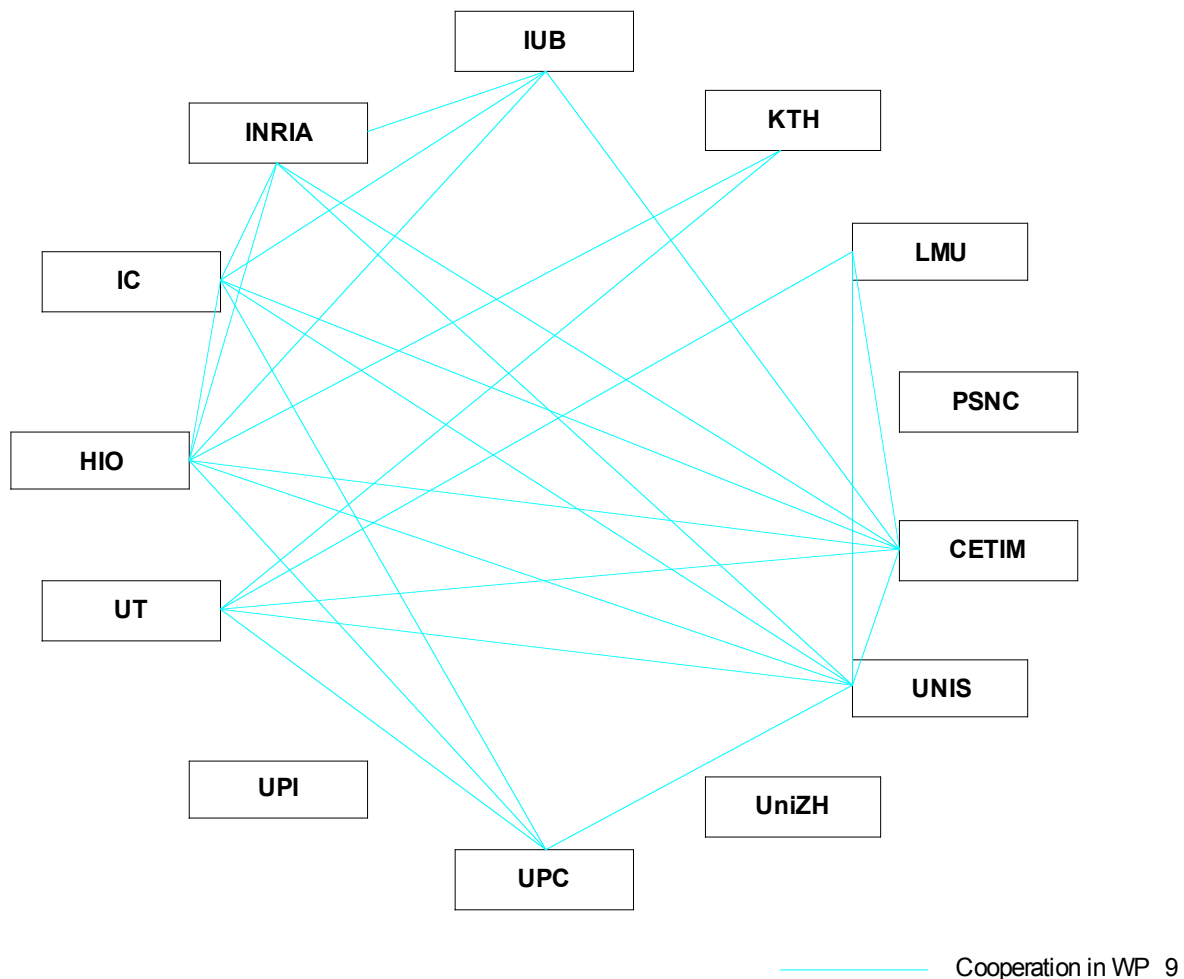 IUB
KTH
INRIA
LMU
IC
PSNC
HIO
CETIM
UT
UNIS
UPI
UniZH
UPC
Cooperation in WP 9